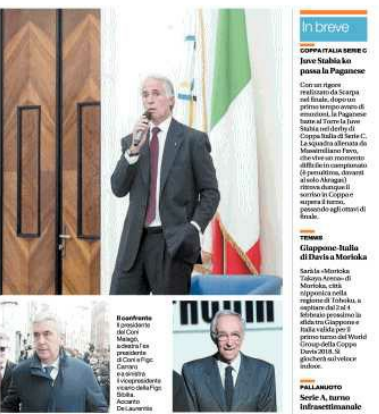 In breve
COPPA ITALIA SERIE C
Juve Stabia ko
passa la Paganese
Con un rigore
realizzato da Scarpa
nel finale, dopo un
primo tempo avaro di
emozioni, la Paganese
batte al Torre la Juve
Stabia nel derby di
Coppa Italia di Serie C.
La squadra allenata da
Massimiliano Favo,
che vive un momento
difficile in campionato
(è penultima, davanti
al solo Akragas)
ritrova dunque il
sorriso in Coppa e
supera il turno,
passando agli ottavi di
finale.
TENNIS
Giappone-Italia
di Davis a Morioka
Sarà la «Morioka
Takaya Arena» di
Morioka, città
nipponica nella
regione di Tohoku, a
ospitare dal 2 al 4
febbraio prossimo la
sfida tra Giappone e
Italia valida per il
primo turno del World
Group della Coppa
Davis 2018. Si
giocherà sul veloce
indoor.
PALLANUOTO
Serie A, turno
infrasettimanale
Il confronto
Il presidente
del Coni
Malagò,
a destra l'ex
presidente
di Coni e Figc
Carraro
e a sinistra
il vicepresidente
vicario della Figc
Sibilia.
Accanto
De Laurentiis